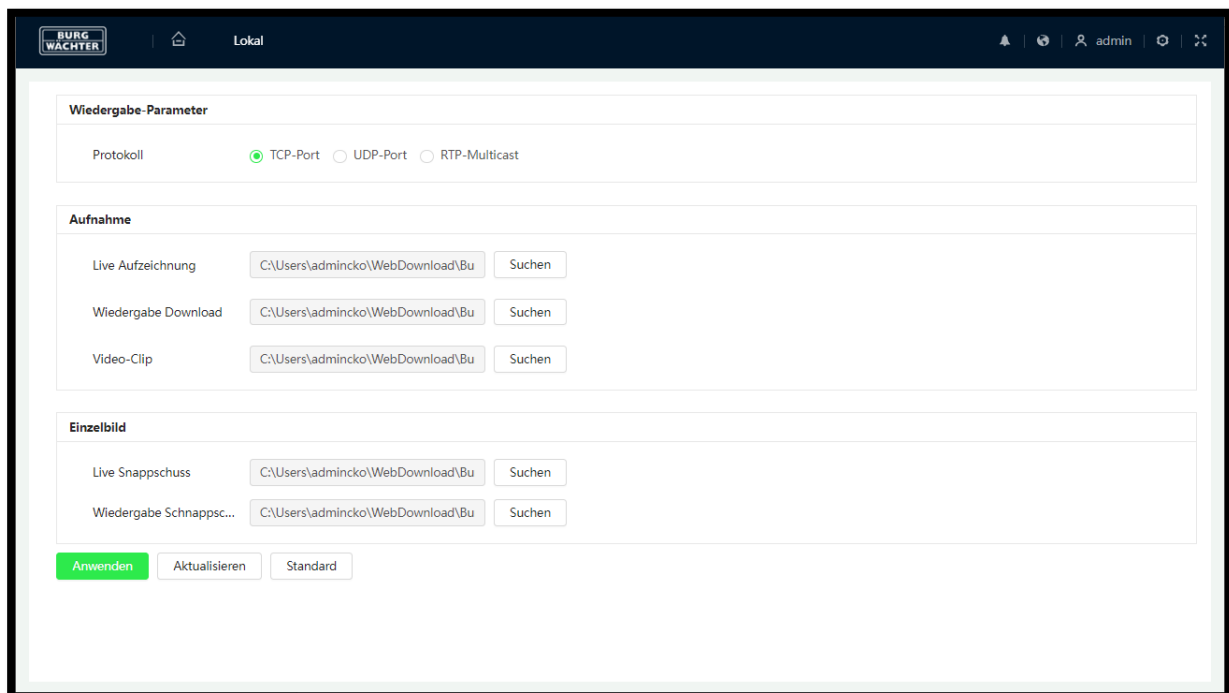 BURG
WÄCHTER
Lokal
admin
Wiedergabe-Parameter
Protokoll TCP-Port UDP-Port RTP-Multicast
Aufnahme
Live Aufzeichnung C:\Users\admincko\WebDownload\Bu Suchen
Wiedergabe Download C:\Users\admincko\WebDownload\Bu Suchen
Video-Clip C:\Users\admincko\WebDownload\Bu Suchen
Einzelbild
Live Snappschuss C:\Users\admincko\WebDownload\Bu Suchen
Wiedergabe Schnappsc... C:\Users\admincko\WebDownload\Bu Suchen
Anwenden Aktualisieren Standard